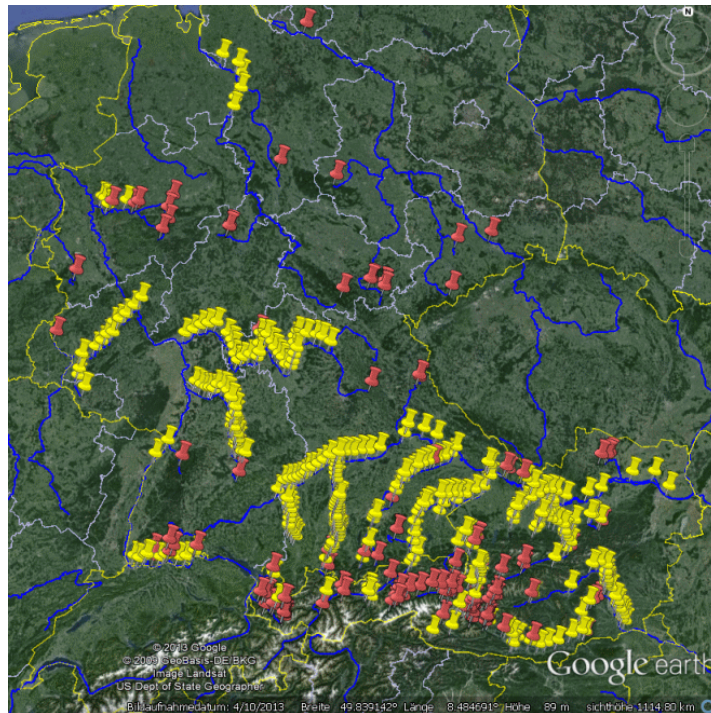 N
© 2013 Google
© 2009 GeoBasis-DE/BKG
Image Landsat
US Dept of State Geographer
Google earth
Bildaufnahmedatum: 4/10/2013 Breite 49.839142° Länge 8.484691° Höhe 89 m sichthöhe 1114.80 km